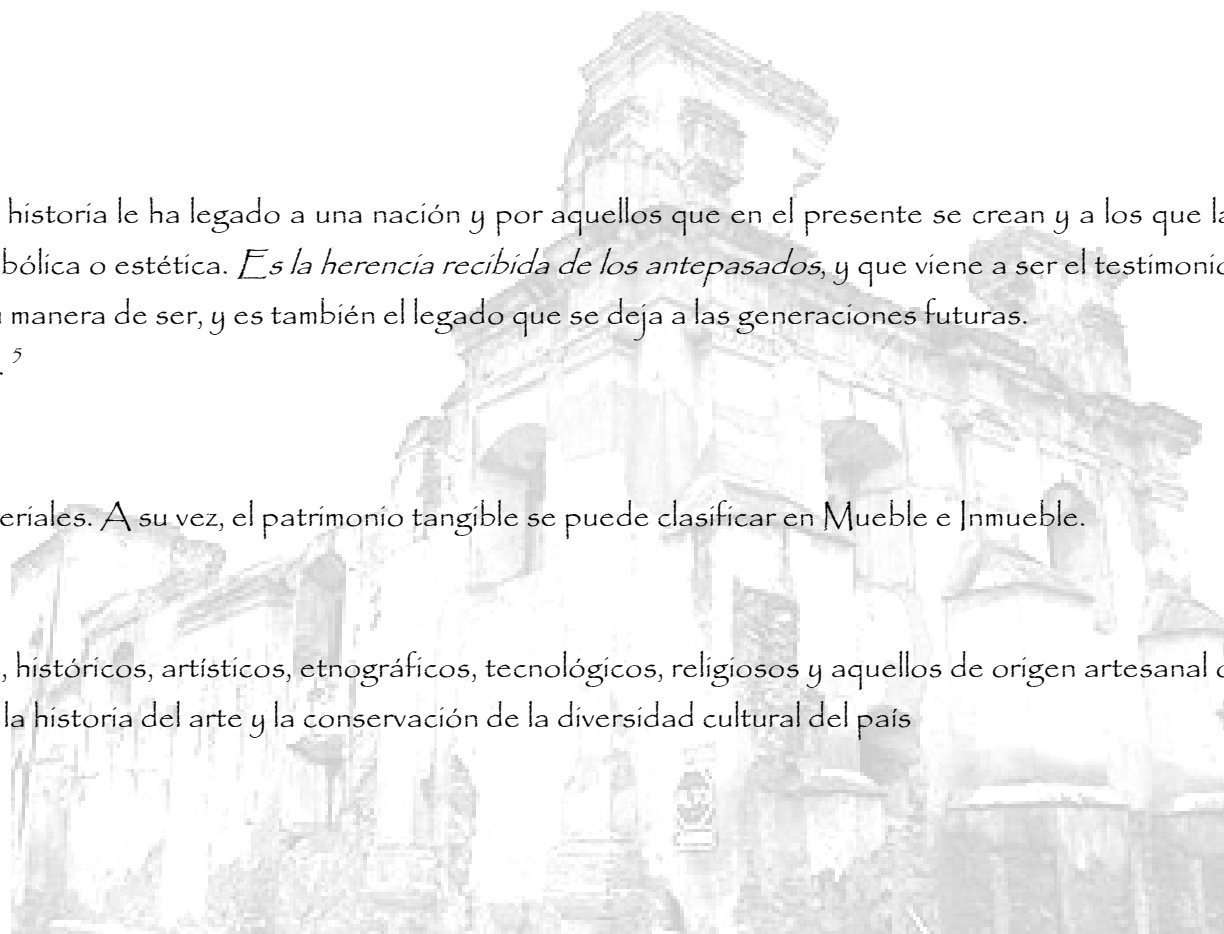 historia le ha legado a una nación y por aquellos que en el presente se crean y a los que la
bólica o estética. Es la herencia recibida de los antepasados, y que viene a ser el testimonio
manera de ser, y es también el legado que se deja a las generaciones futuras.
. 5
eriales. A su vez, el patrimonio tangible se puede clasificar en Mueble e Inmueble.
, históricos, artísticos, etnográficos, tecnológicos, religiosos y aquellos de origen artesanal
la historia del arte y la conservación de la diversidad cultural del país